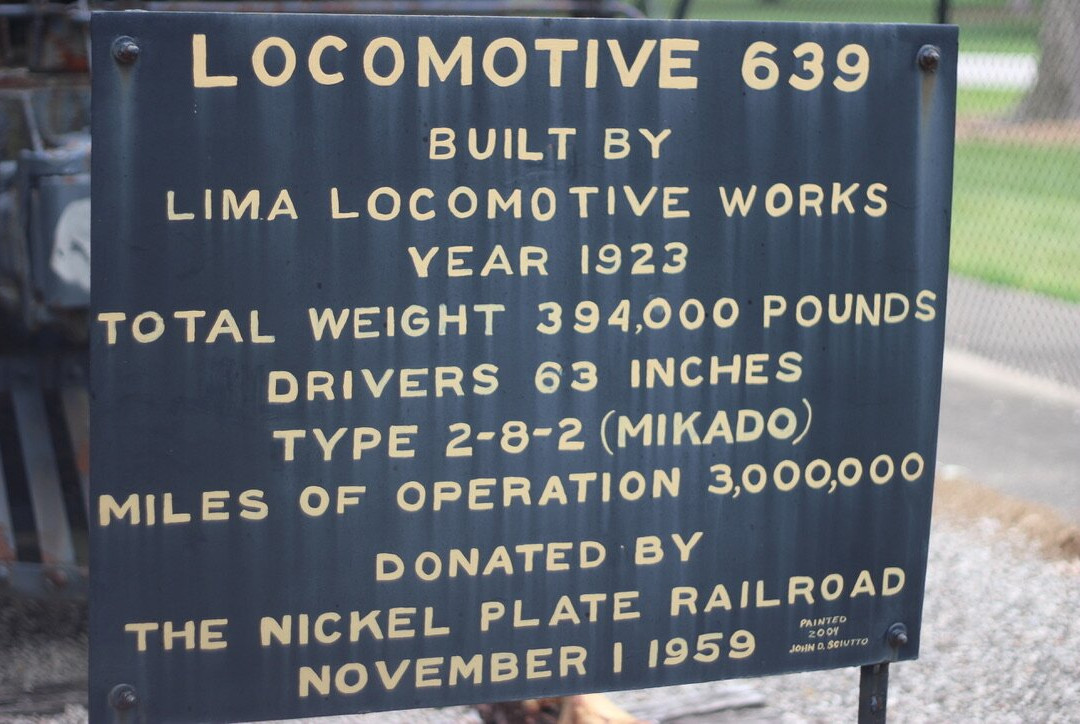 LOCOMOTIVE 639
BUILT BY
LIMA LOCOMOTIVE WORKS
YEAR 1923
TOTAL WEIGHT 394,000 POUNDS
DRIVERS 63 INCHES
TYPE 2-8-2 (MIKADO)
MILES OF OPERATION 3,000,000
DONATED BY
THE NICKEL PLATE RAILROAD
NOVEMBER 1 1959
PAINTED
2004
JOHN D. SCIUTTO